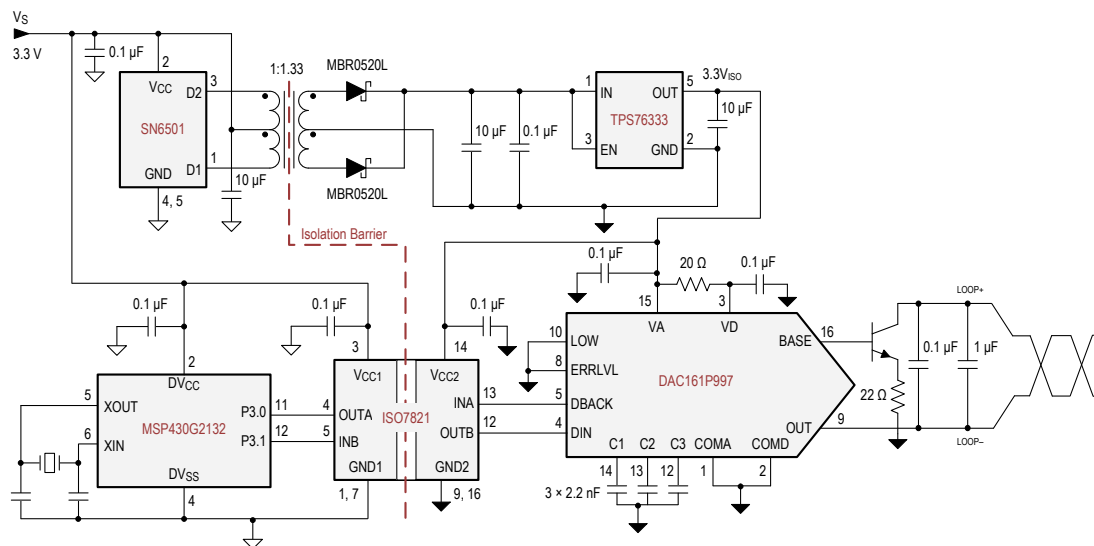 VS
3.3 V
0.1 µF
2
VCC
D2
3
SN6501
D1
1
GND
4, 5
10 µF
1:1.33
MBR0520L
MBR0520L
Isolation Barrier
10 µF
0.1 µF
1
IN
OUT
5
TPS76333
3
EN
GND
2
3.3VISO
10 µF
0.1 µF
0.1 µF
0.1 µF
0.1 µF
20 Ω
0.1 µF
2
DVCC
5
XOUT
6
XIN
MSP430G2132
P3.0
11
P3.1
12
DVSS
4
3
VCC1
14
VCC2
4
OUTA
5
INB
ISO7821
INA
13
OUTB
12
GND1
GND2
1, 7
9, 16
15
VA
3
VD
10
LOW
8
ERRLVL
5
DBACK
4
DIN
DAC161P997
BASE
16
OUT
9
C1
C2
C3
COMA
COMD
14
13
12
1
2
3 × 2.2 nF
22 Ω
0.1 µF
1 µF
LOOP+
LOOP–